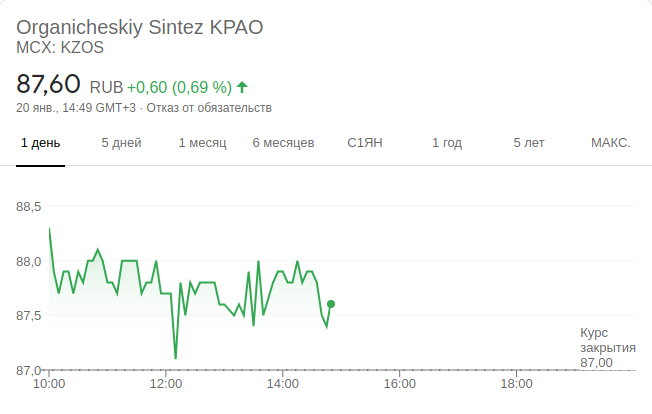 Organicheskiy Sintez KPAO
MCX: KZOS
87,60 RUB +0,60 (0,69 %)
20 янв., 14:49 GMT+3 · Отказ от обязательств
1 день 5 дней 1 месяц 6 месяцев С1ЯН 1 год 5 лет МАКС.
88,5
88,0
87,5
87,0
Курс
закрытия
87,00
10:00 12:00 14:00 16:00 18:00